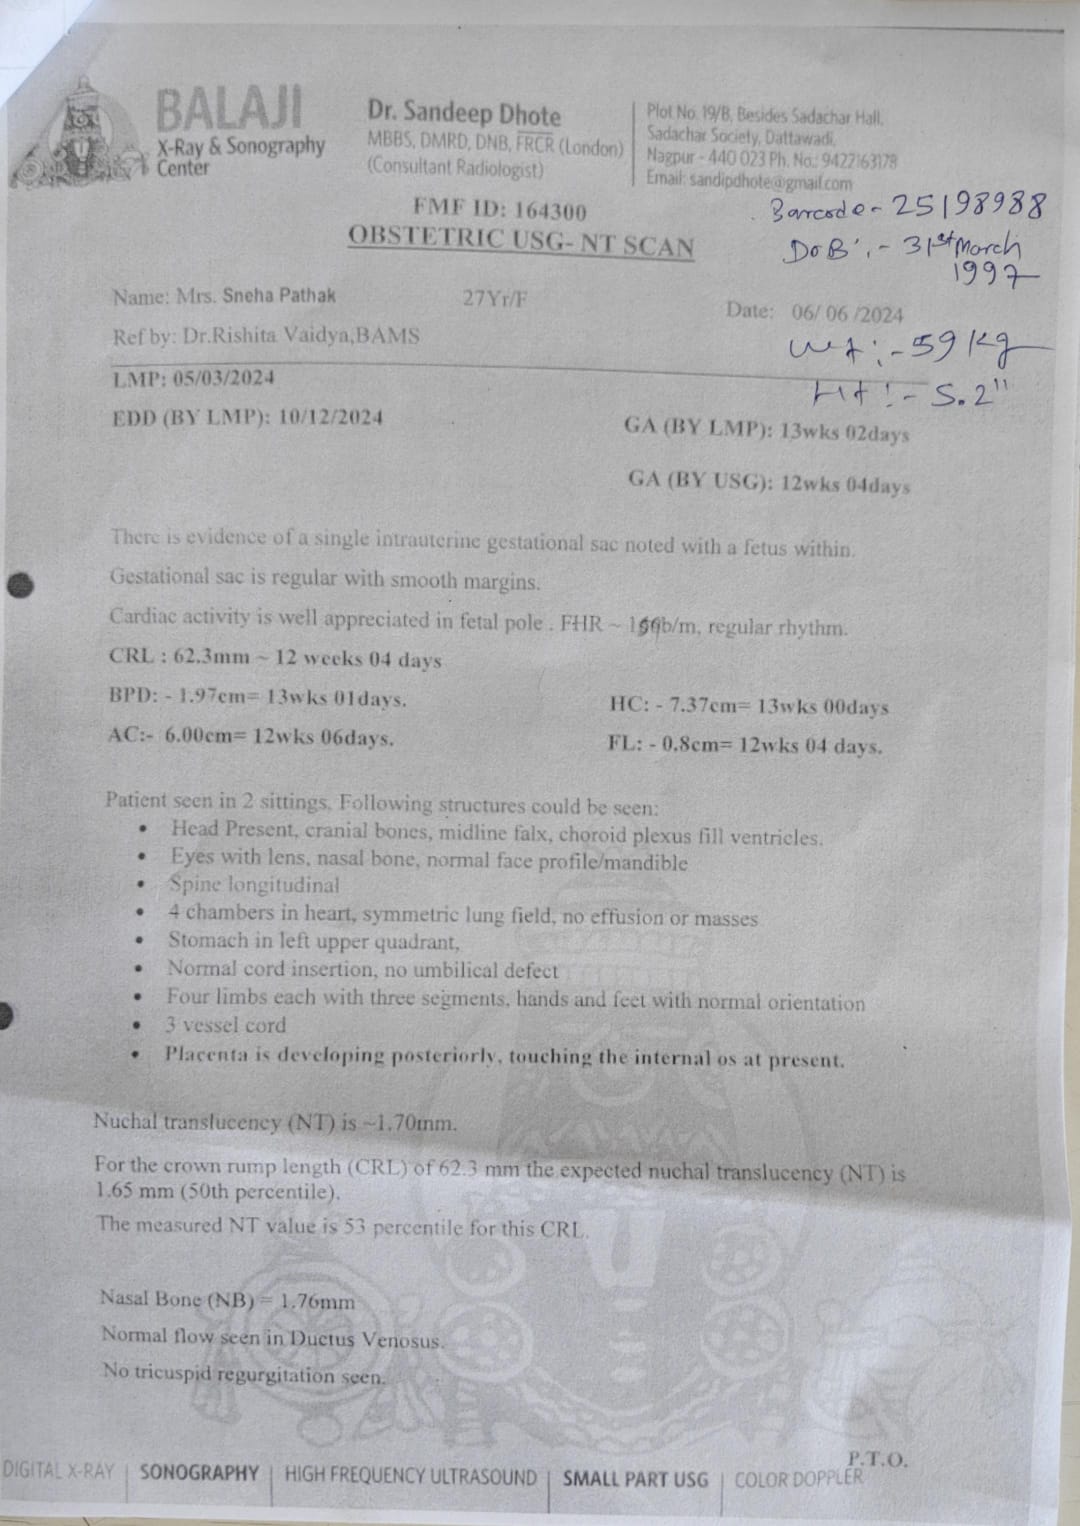 BALAJI
X-Ray & Sonography
Center
Dr. Sandeep Dhote
MBBS, DMRD, DNB, FRCR (London)
(Consultant Radiologist)
Plot No. 19/B, Besides Sadachar Hall,
Sadachar Society, Dattawadi,
Nagpur - 440 023 Ph. No.: 9422163178
Email: sandipdhote@gmail.com
FMF ID: 164300
OBSTETRIC USG- NT SCAN
Barcode - 25198988
DoB :- 31st March
1997
Name: Mrs. Sneha Pathak 27Yr/F
Date: 06/ 06 /2024
Ref by: Dr.Rishita Vaidya,BAMS
Wt :- 59 kg
LMP: 05/03/2024
Ht :- 5.2"
EDD (BY LMP): 10/12/2024
GA (BY LMP): 13wks 02days
GA (BY USG): 12wks 04days
There is evidence of a single intrauterine gestational sac noted with a fetus within.
Gestational sac is regular with smooth margins.
Cardiac activity is well appreciated in fetal pole . FHR ~ b/m, regular rhythm.
CRL : 62.3mm ~ 12 weeks 04 days
BPD: - 1.97cm= 13wks 01days.
HC: - 7.37cm= 13wks 00days
AC:- 6.00cm= 12wks 06days.
FL: - 0.8cm= 12wks 04 days.
Patient seen in 2 sittings. Following structures could be seen:
• Head Present, cranial bones, midline falx, choroid plexus fill ventricles.
• Eyes with lens, nasal bone, normal face profile/mandible
• Spine longitudinal
• 4 chambers in heart, symmetric lung field, no effusion or masses
• Stomach in left upper quadrant,
• Normal cord insertion, no umbilical defect
• Four limbs each with three segments, hands and feet with normal orientation
• 3 vessel cord
• Placenta is developing posteriorly, touching the internal os at present.
Nuchal translucency (NT) is ~1.70mm.
For the crown rump length (CRL) of 62.3 mm the expected nuchal translucency (NT) is
1.65 mm (50th percentile).
The measured NT value is 53 percentile for this CRL.
Nasal Bone (NB) = 1.76mm
Normal flow seen in Ductus Venosus.
No tricuspid regurgitation seen.
P.T.O.
DIGITAL X-RAY | SONOGRAPHY | HIGH FREQUENCY ULTRASOUND | SMALL PART USG | COLOR DOPPLER